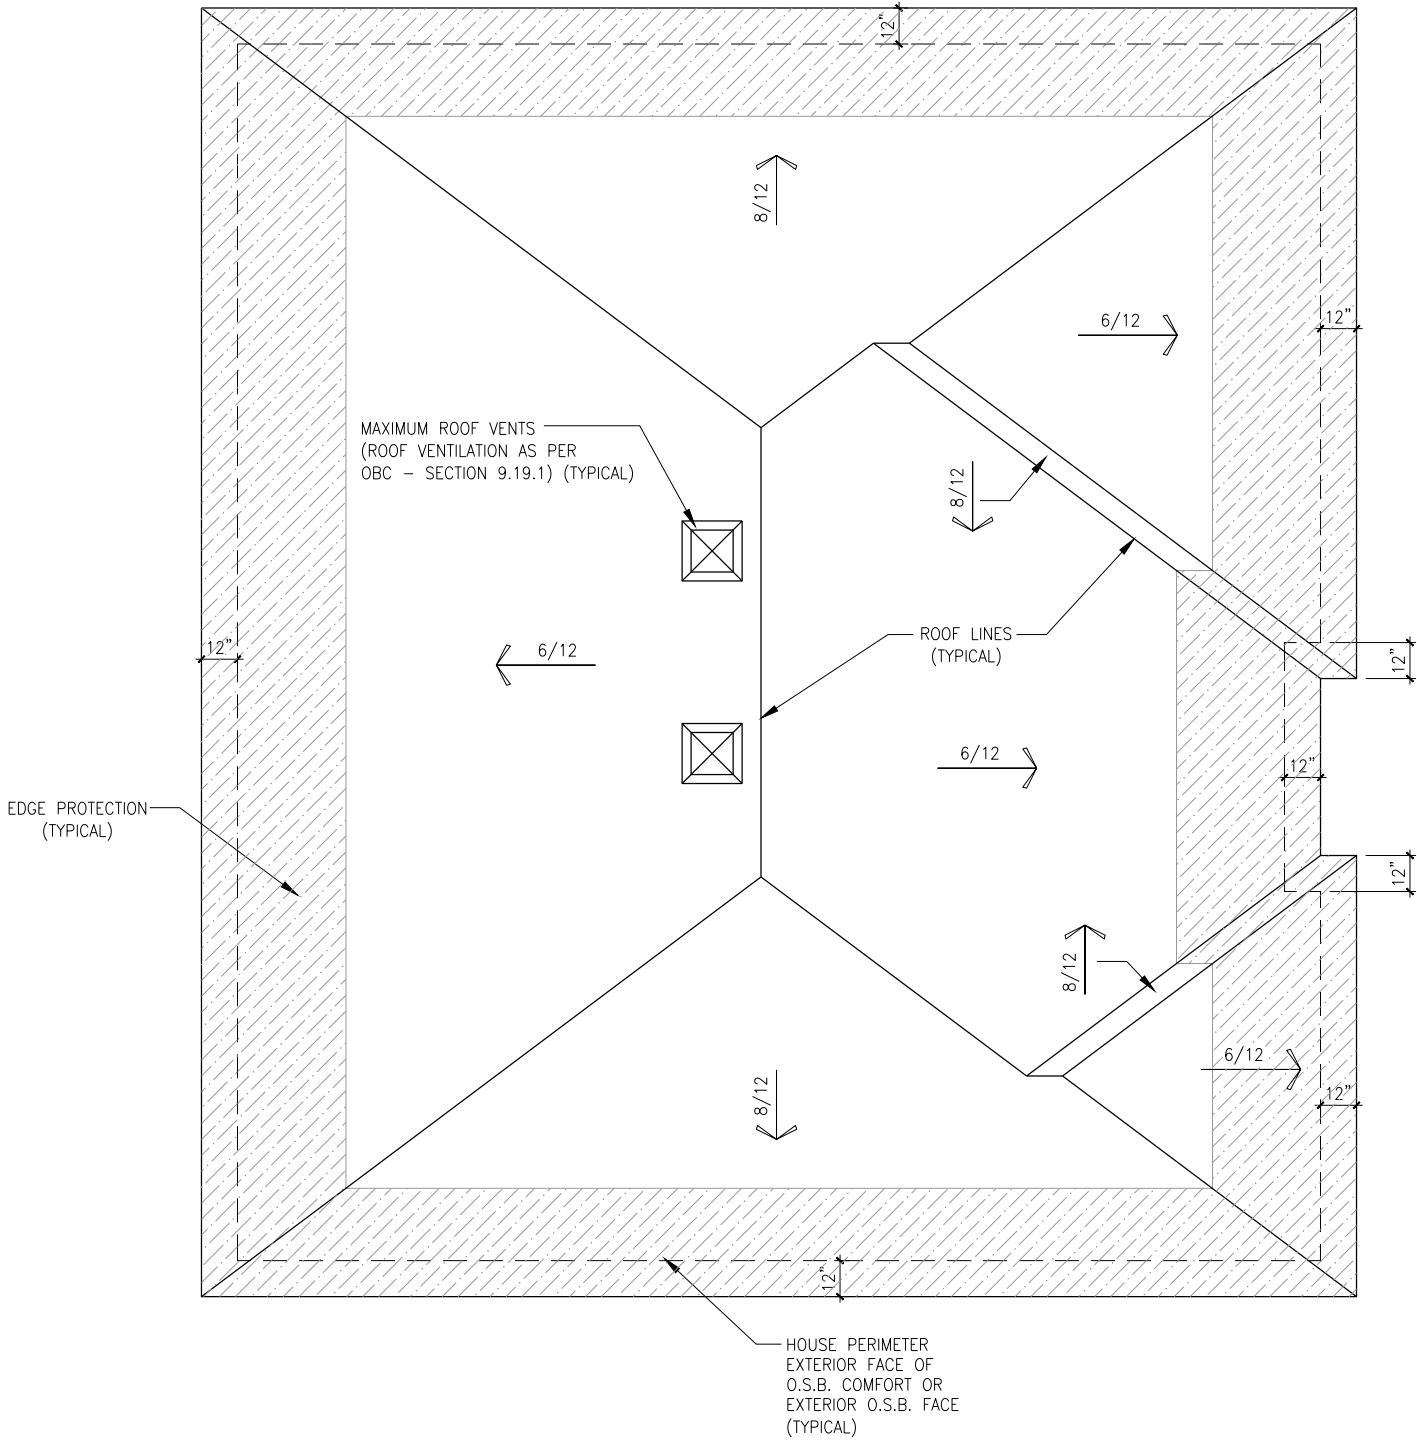 12"
8/12
6/12
12"
MAXIMUM ROOF VENTS
(ROOF VENTILATION AS PER
OBC - SECTION 9.19.1) (TYPICAL)
8/12
ROOF LINES
(TYPICAL)
12"
6/12
12"
6/12
12"
EDGE PROTECTION
(TYPICAL)
12"
8/12
6/12
8/12
12"
12"
HOUSE PERIMETER
EXTERIOR FACE OF
O.S.B. COMFORT OR
EXTERIOR O.S.B. FACE
(TYPICAL)